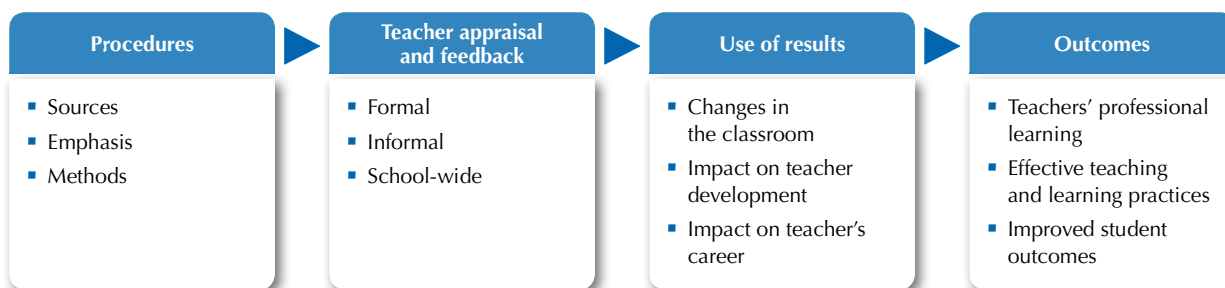 Procedures
Sources
Emphasis
Methods
Teacher appraisal
and feedback
Formal
Informal
School-wide
Use of results
Changes in
the classroom
Impact on teacher
development
Impact on teacher’s
career
Outcomes
Teachers’ professional
learning
Effective teaching
and learning practices
Improved student
outcomes